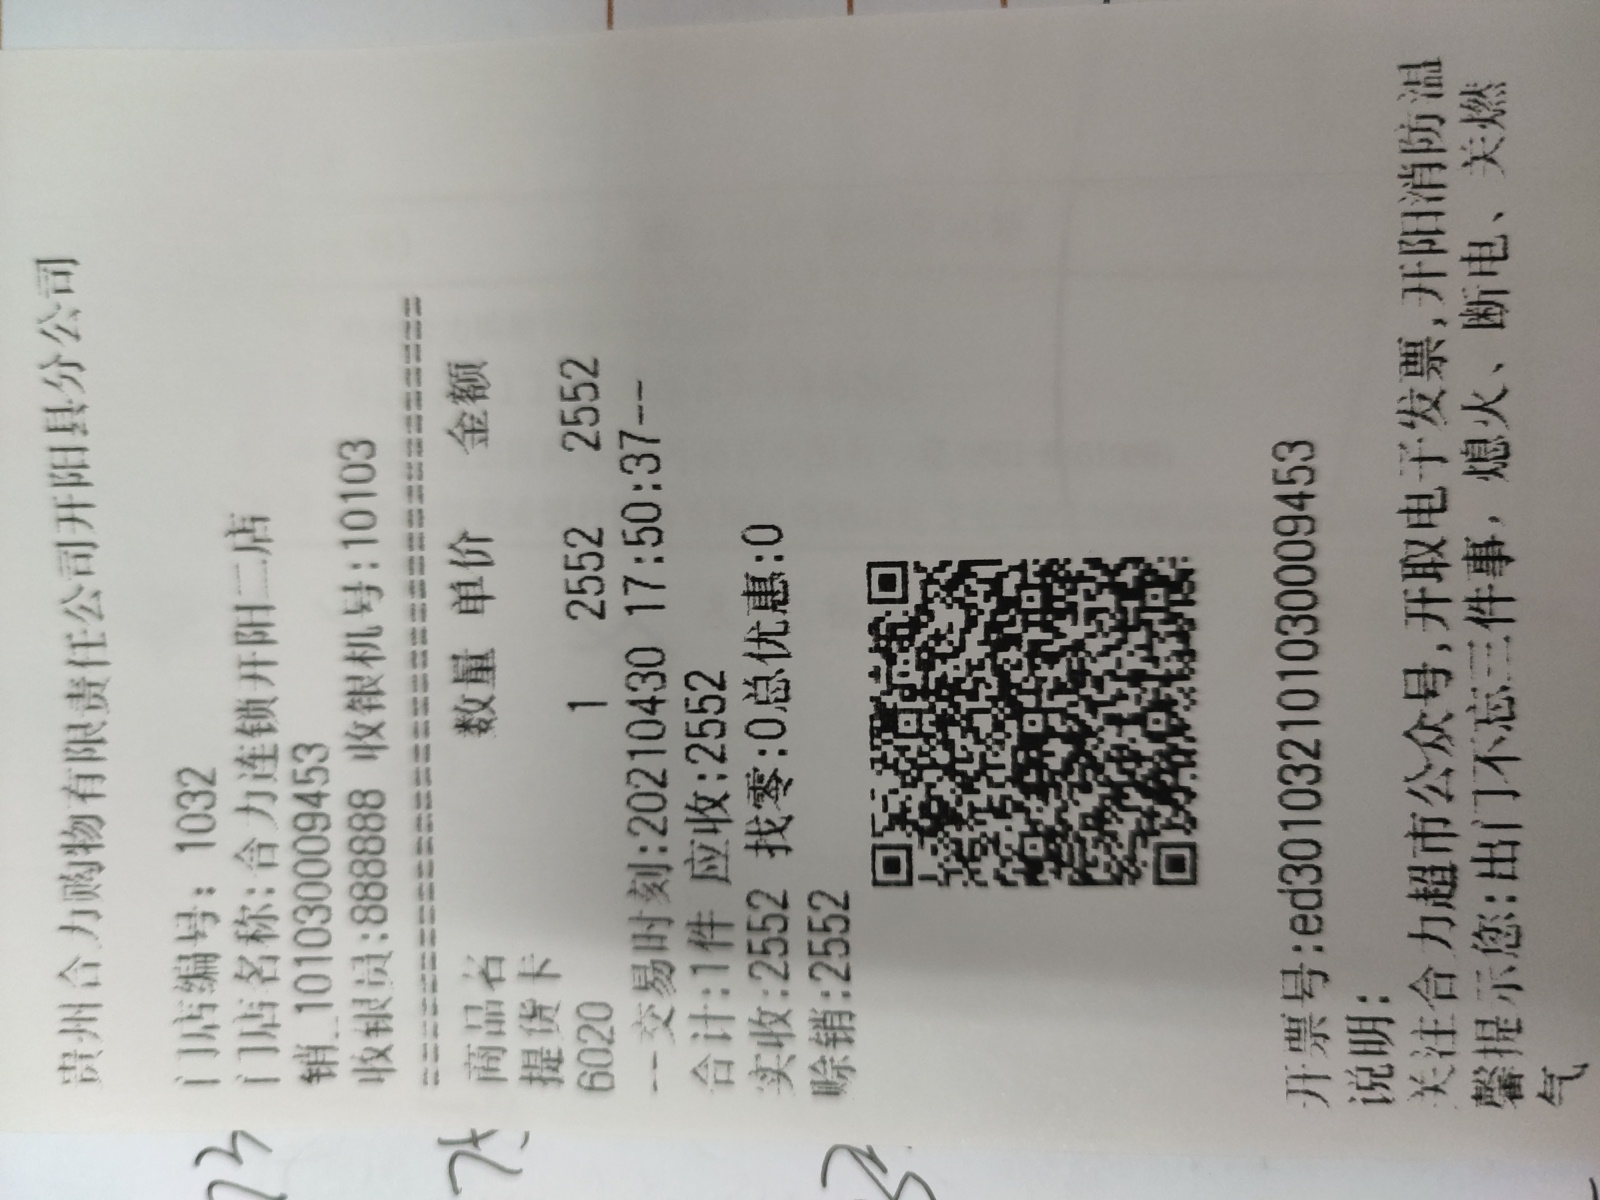 贵州合力购物有限责任公司开阳县分公司
门店编号: 1032
门店名称:合力连锁开阳二店
销_1010300009453
收银员:888888 收银机号:10103
商品名 数量 单价 金额
提货卡
6020 1 2552 2552
--交易时刻:20210430 17:50:37--
合计:1件 应收:2552
实收:2552 找零:0总优惠:0
赊销:2552
开票号:ed301032101030009453
说明:
关注合力超市公众号,开取电子发票,开阳消防温
馨提示您:出门不忘三件事, 熄火、断电、关燃
气